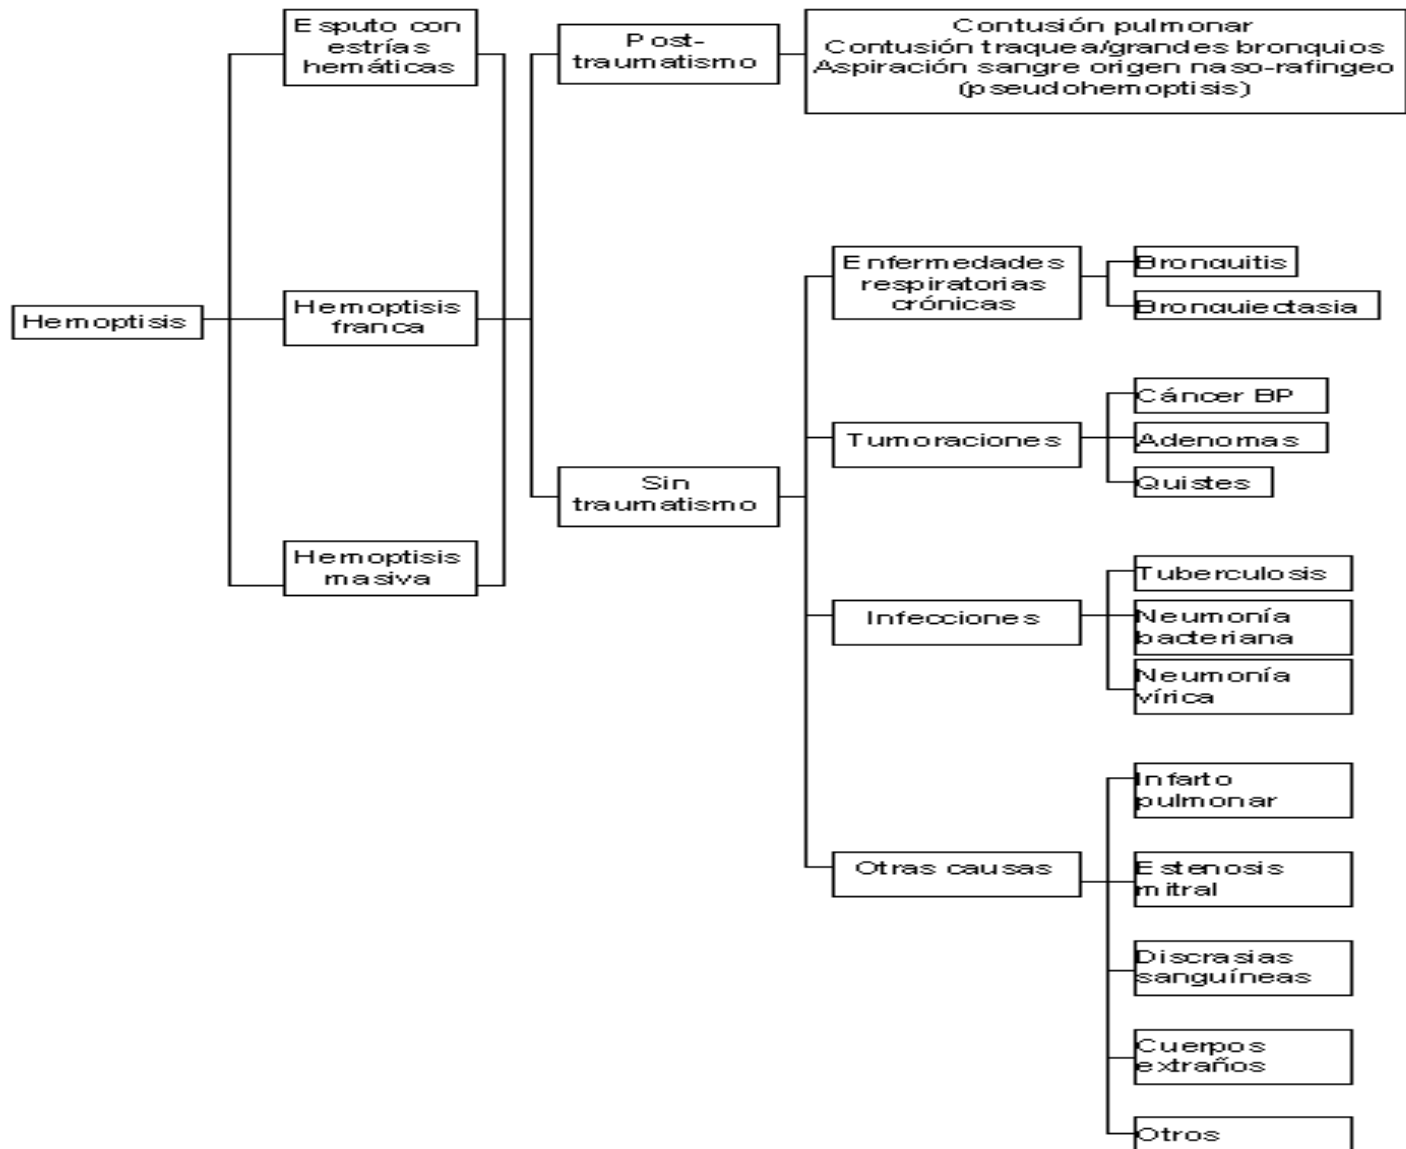 Hemoptisis
Esputo con
estrías
hemáticas
Hemoptisis
franca
Hemoptisis
masiva
Post-
traumatismo
Sin
traumatismo
Contusión pulmonar
Contusión traquea/grandes bronquios
Aspiración sangre origen naso-rafingeo
(pseudohemoptisis)
Enfermedades
respiratorias
crónicas
Bronquitis
Bronquiectasia
Tumoraciones
Cáncer BP
Adenomas
Quistes
Infecciones
Tuberculosis
Neumonía
bacteriana
Neumonía
vírica
Otras causas
Infarto
pulmonar
Estenosis
mitral
Discrasias
sanguíneas
Cuerpos
extraños
Otros